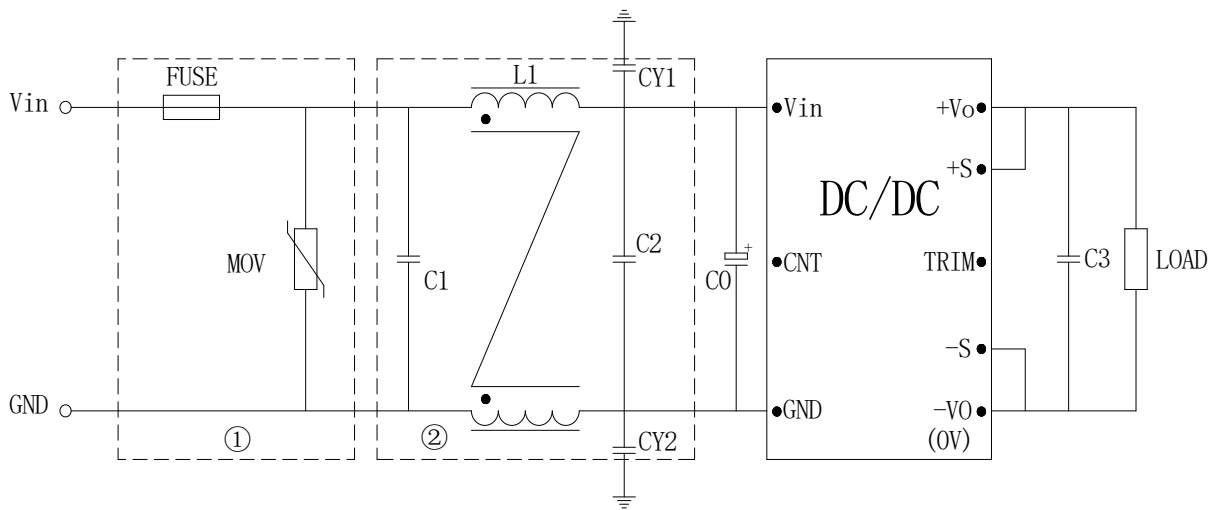 FUSE
L1
CY1
Vin
Vin
+Vo
+S
DC/DC
MOV
C1
C2
+
C0
CNT
TRIM
C3
LOAD
-S
GND
GND
-VO
(0V)
①
②
CY2